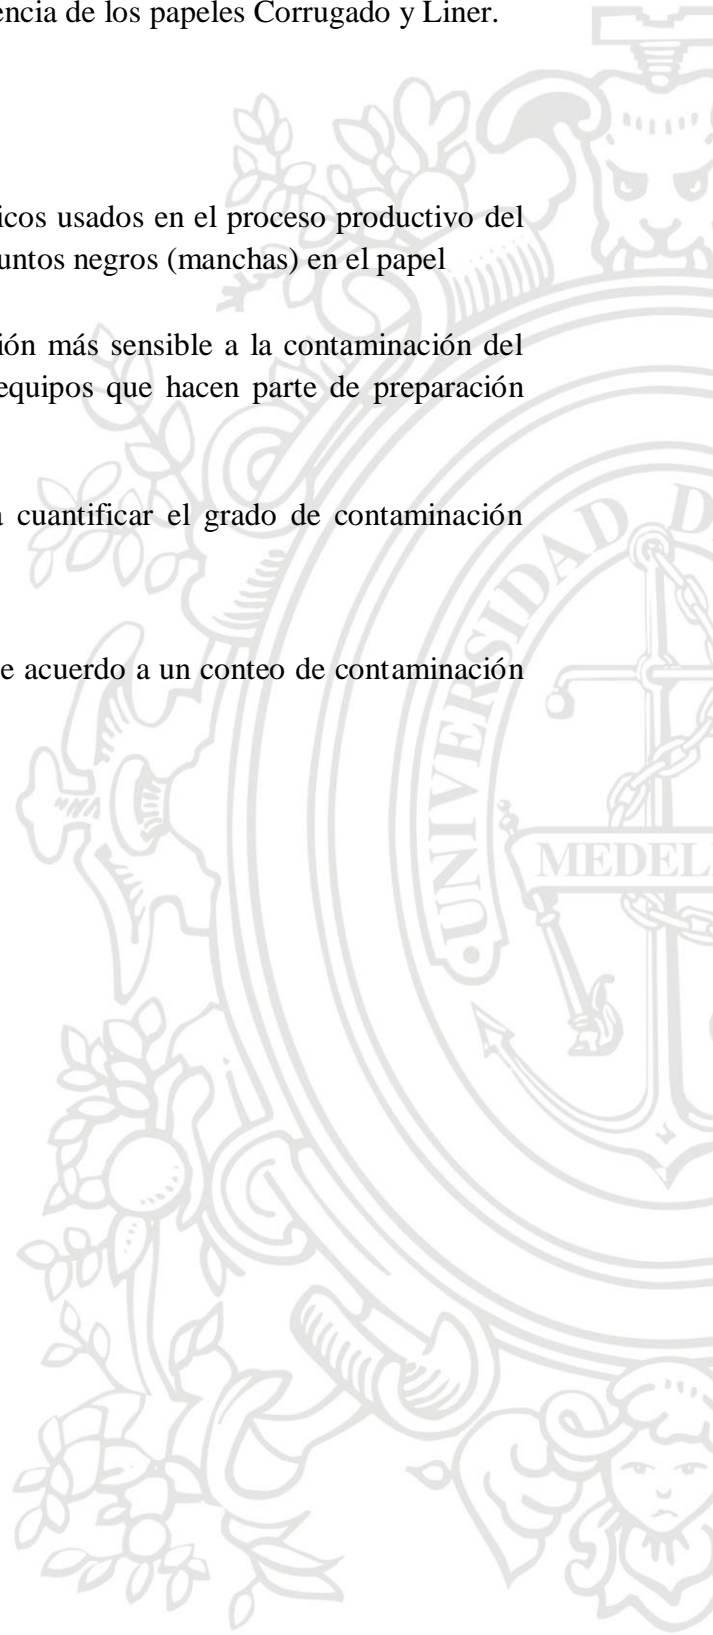 encia de los papeles Corrugado y Liner.
icos usados en el proceso productivo del
untos negros (manchas) en el papel
ión más sensible a la contaminación del
equipos que hacen parte de preparación
cuantificar el grado de contaminación
e acuerdo a un conteo de contaminación
UNIVERSIDAD D
MEDEL